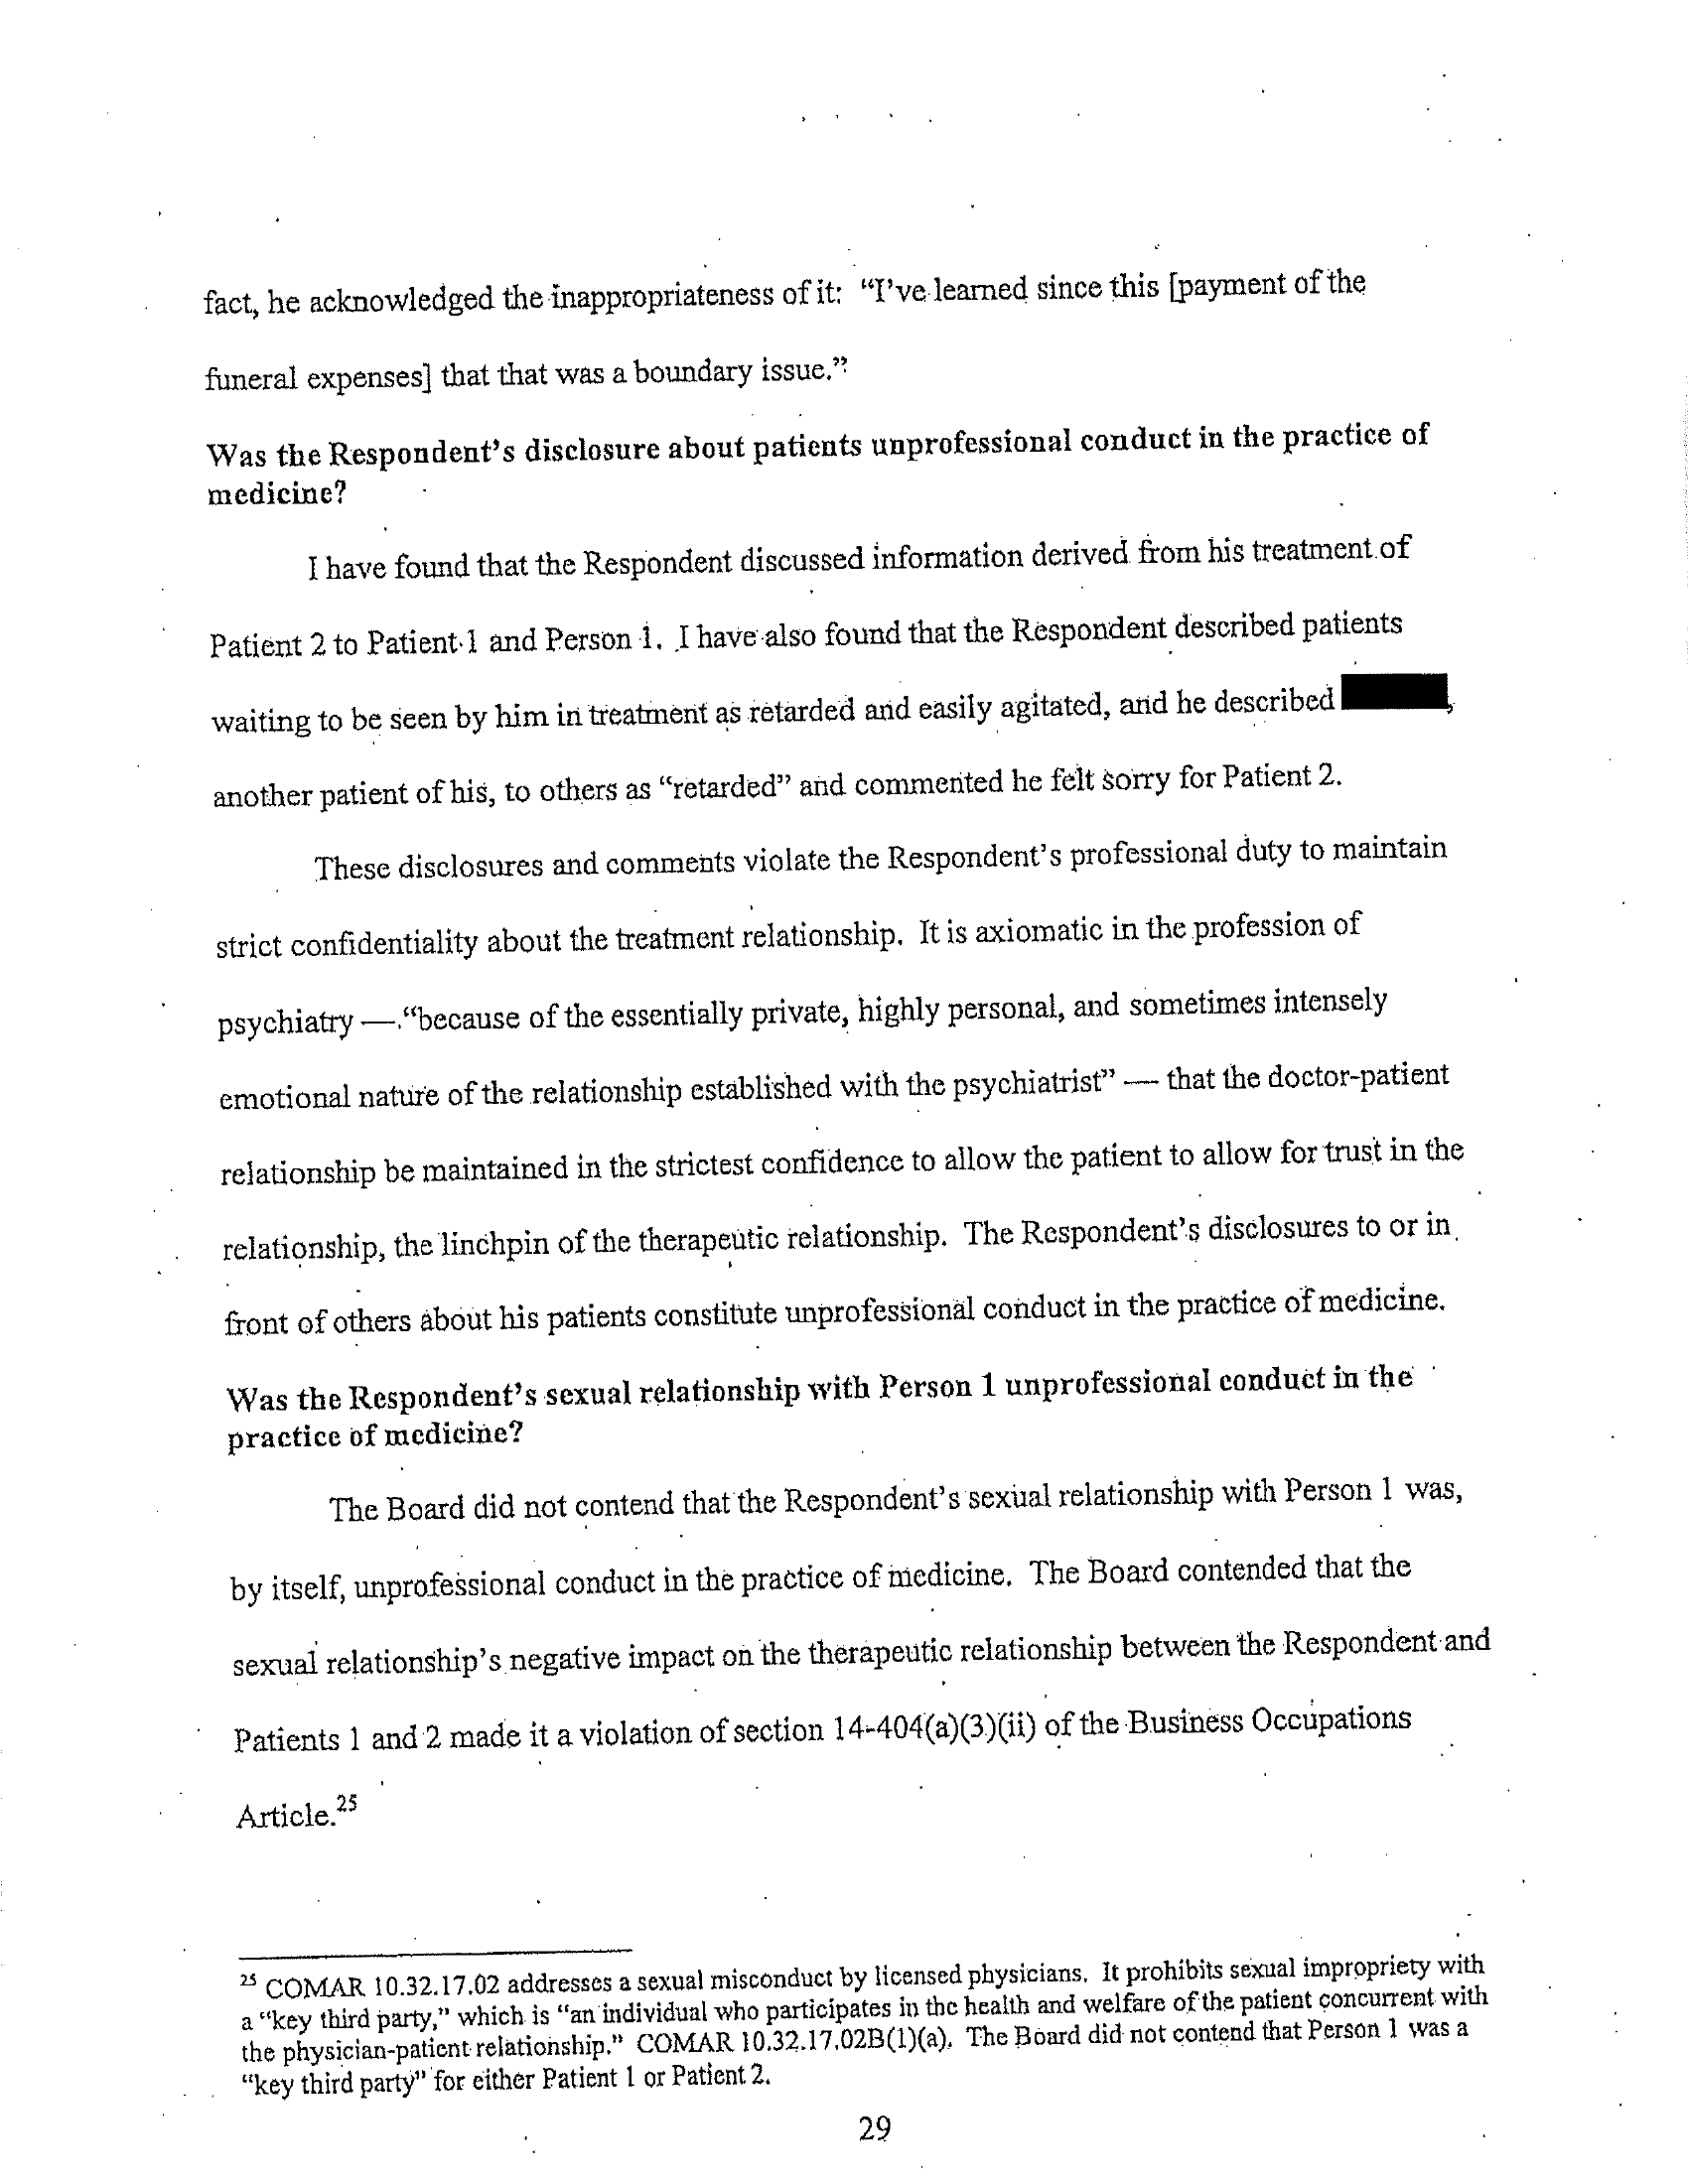 fact, he acknowledged the inappropriateness of it: “I’ve learned since this [payment of the
funeral expenses] that that was a boundary issue.”
Was the Respondent’s disclosure about patients unprofessional conduct in the practice of
medicine?
I have found that the Respondent discussed information derived from his treatment of
Patient 2 to Patient 1 and Person 1. I have also found that the Respondent described patients
waiting to be seen by him in treatment as retarded and easily agitated, and he described ,
another patient of his, to others as “retarded” and commented he felt sorry for Patient 2.
These disclosures and comments violate the Respondent’s professional duty to maintain
strict confidentiality about the treatment relationship. It is axiomatic in the profession of
psychiatry — “because of the essentially private, highly personal, and sometimes intensely
emotional nature of the relationship established with the psychiatrist” — that the doctor-patient
relationship be maintained in the strictest confidence to allow the patient to allow for trust in the
relationship, the linchpin of the therapeutic relationship. The Respondent’s disclosures to or in
front of others about his patients constitute unprofessional conduct in the practice of medicine.
Was the Respondent’s sexual relationship with Person 1 unprofessional conduct in the
practice of medicine?
The Board did not contend that the Respondent’s sexual relationship with Person 1 was,
by itself, unprofessional conduct in the practice of medicine. The Board contended that the
sexual relationship’s negative impact on the therapeutic relationship between the Respondent and
Patients 1 and 2 made it a violation of section 14-404(a)(3)(ii) of the Business Occupations
Article.25
25 COMAR 10.32.17.02 addresses a sexual misconduct by licensed physicians. It prohibits sexual impropriety with
a “key third party,” which is “an individual who participates in the health and welfare of the patient concurrent with
the physician-patient relationship.” COMAR 10.32.17.02B(1)(a). The Board did not contend that Person 1 was a
“key third party” for either Patient 1 or Patient 2.
29